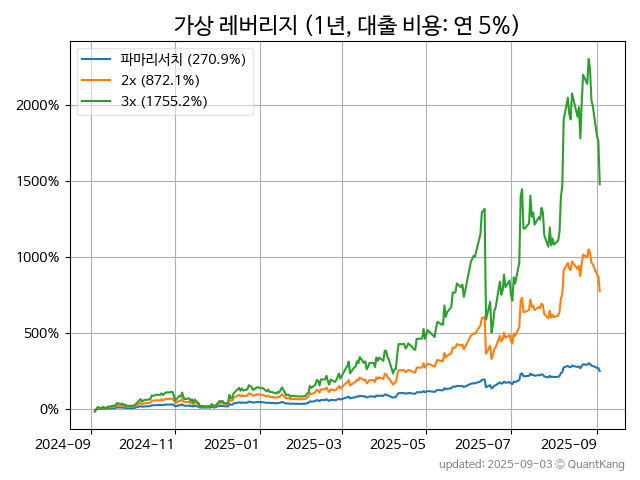 가상 레버리지 (1년, 대출 비용: 연 5%)
파마리서치 (270.9%)
2x (872.1%)
3x (1755.2%)
2000%
1500%
1000%
500%
0%
2024-09 2024-11 2025-01 2025-03 2025-05 2025-07 2025-09
updated: 2025-09-03 © QuantKang